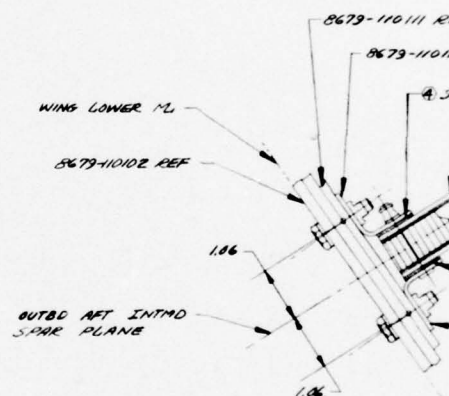 8679-110111 R
8679-1101
④ S
WING LOWER ML
8679-110102 REF
1.06
OUTBD AFT INTMD
SPAR PLANE
1.06